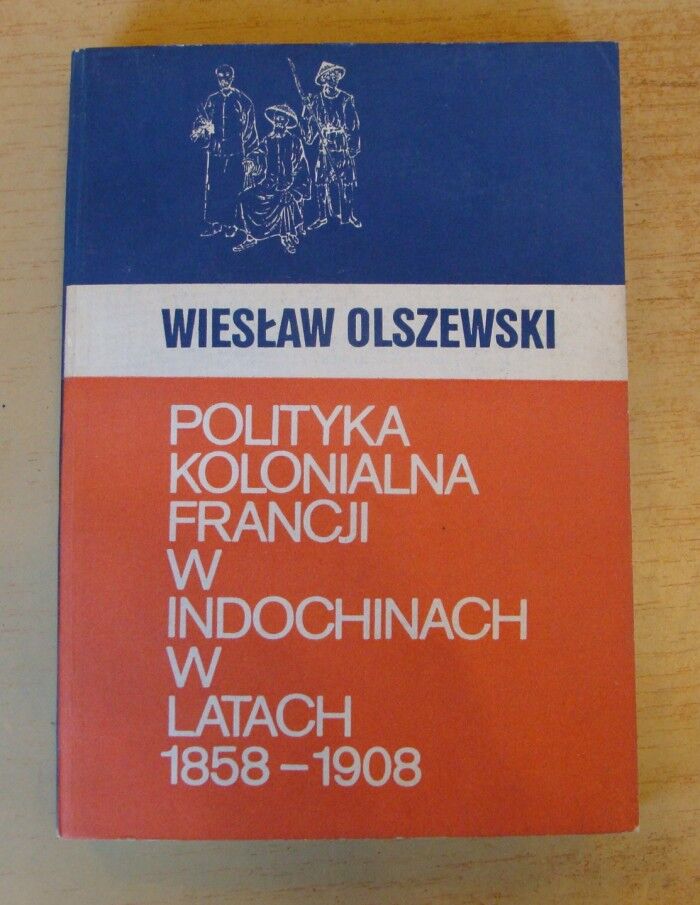 WIESŁAW OLSZEWSKI
POLITYKA
KOLONIALNA
FRANCJI
W
INDOCHINACH
W
LATACH
1858-1908